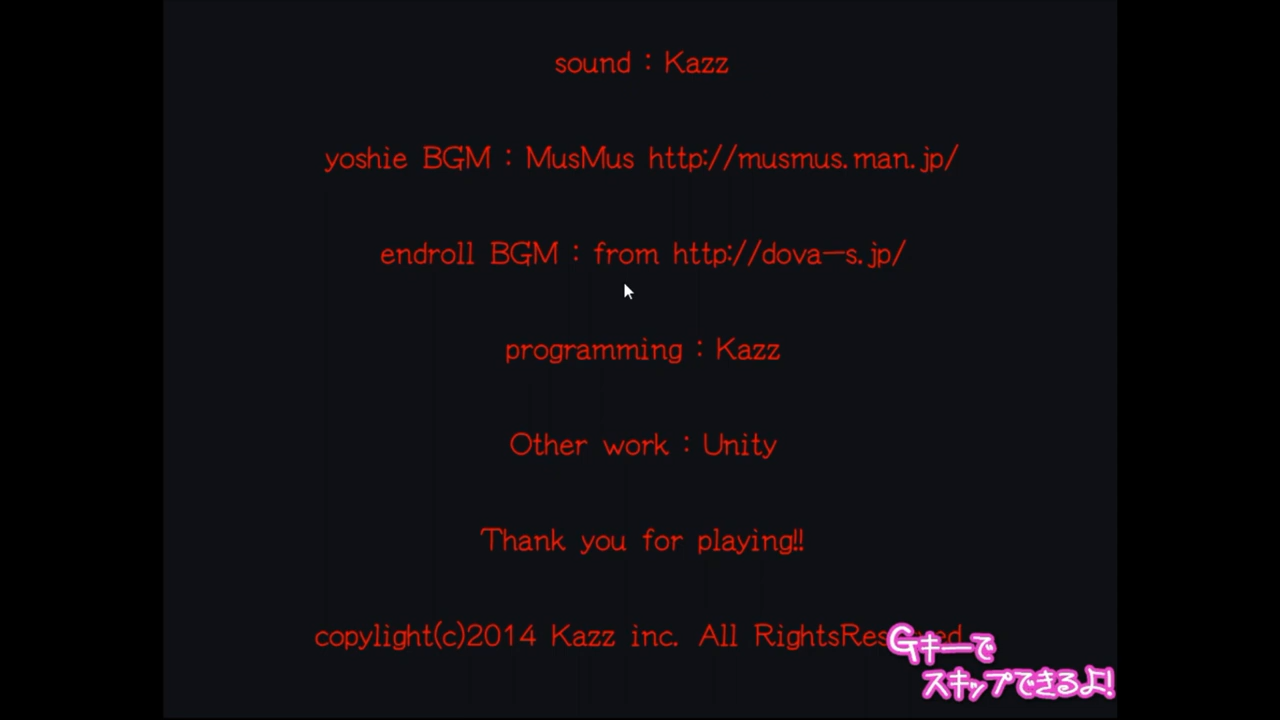 sound : Kazz
yoshie BGM : MusMus http://musmus.man.jp/
endroll BGM : from http://dova-s.jp/
programming : Kazz
Other work : Unity
Thank you for playing!!
copylight(c)2014 Kazz inc. All
Gキーで
スキップできるよ!